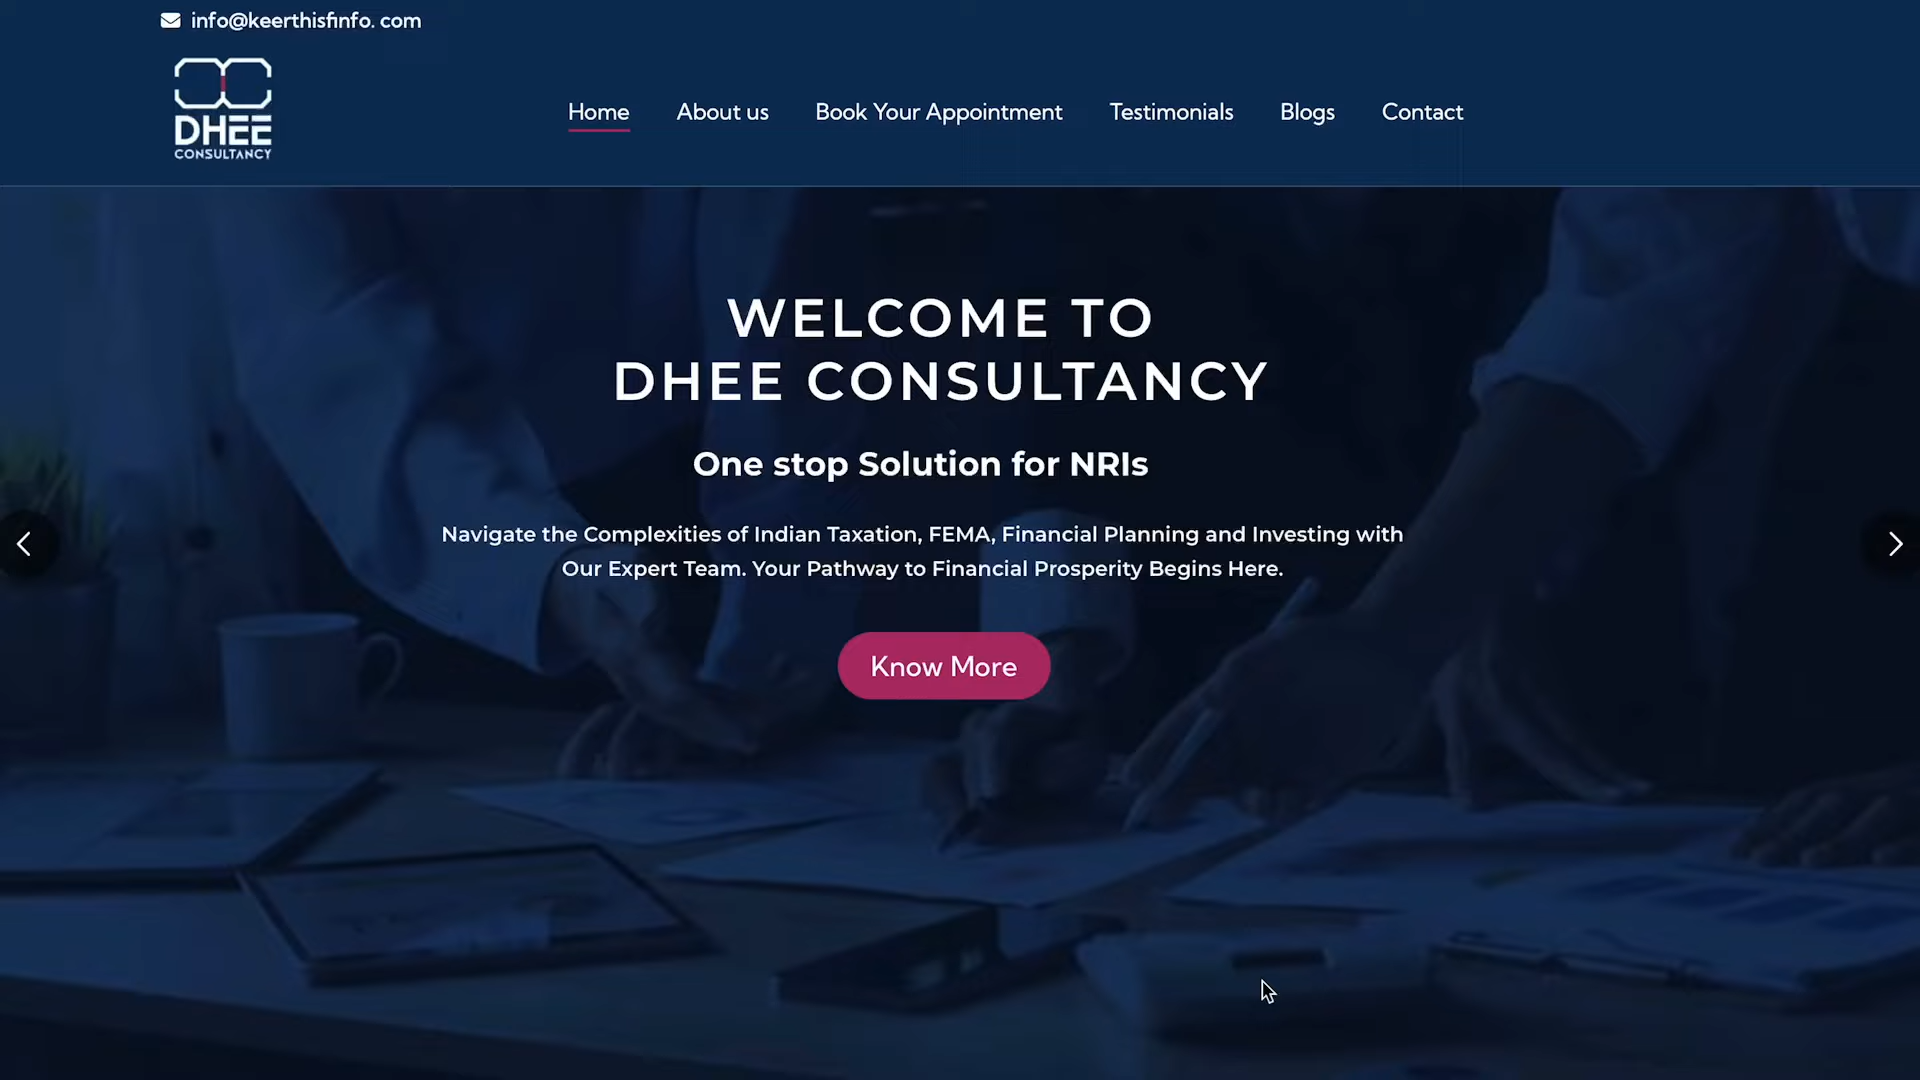 info@keerthisfinfo. com
DHEE
CONSULTANCY
Home About us Book Your Appointment Testimonials Blogs Contact
WELCOME TO
DHEE CONSULTANCY
One stop Solution for NRIs
Navigate the Complexities of Indian Taxation, FEMA, Financial Planning and Investing with
Our Expert Team. Your Pathway to Financial Prosperity Begins Here.
Know More